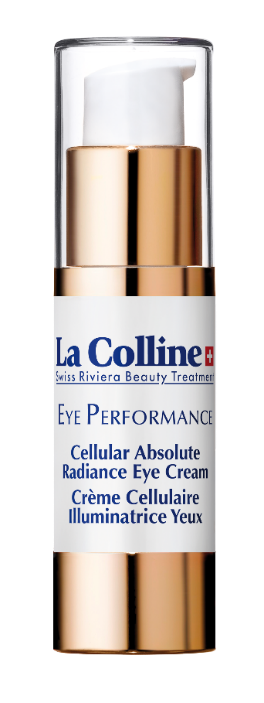 La Colline
Swiss Riviera Beauty Treatment
EYE PERFORMANCE
Cellular Absolute
Radiance Eye Cream
Crème Cellulaire
Illuminatrice Yeux